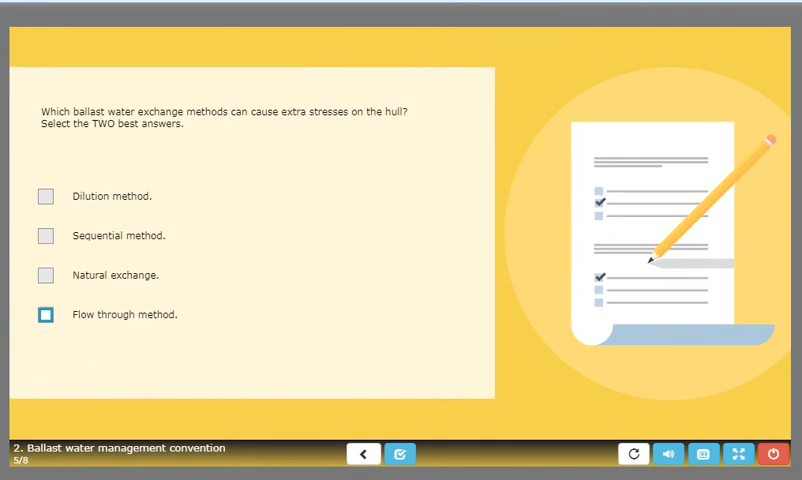 Which ballast water exchange methods can cause extra stresses on the hull?
Select the TWO best answers.
Dilution method.
Sequential method.
Natural exchange.
Flow through method.
2. Ballast water management convention
5/8